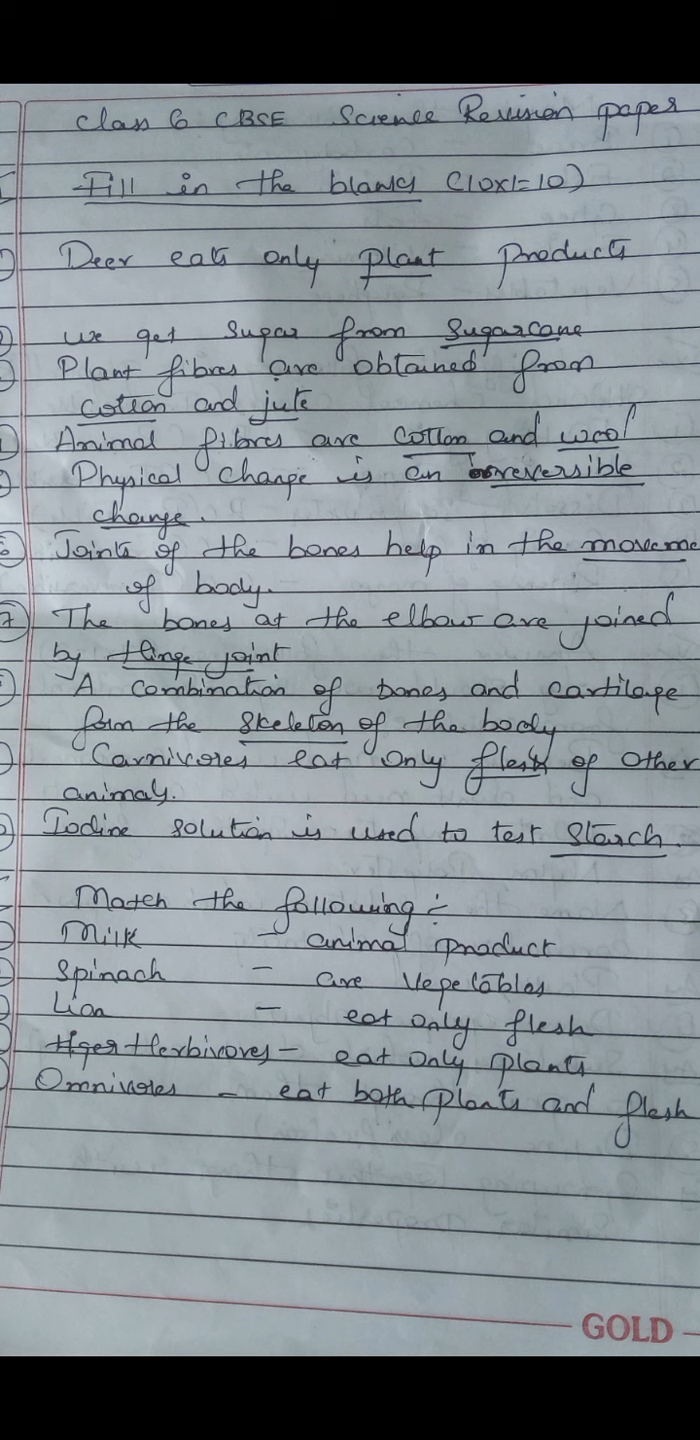 Class 6 CBSE Science Revision paper
Fill in the blanks (10x1=10)
Deer eats only plant products
we get sugar from sugarcane
Plant fibres are obtained from
cotton and jute
Animal fibres are cotton and wool
Physical change is an reversible
change.
Joints of the bones help in the moveme
of body.
7 The bones at the elbow are joined
by Hinge joint
A combination of bones and cartilage
form the skeleton of the body
Carnivores eat only flesh of other
animals.
Iodine solution is used to test starch.
Match the following :-
Milk - animal product
Spinach - are vegetables
Lion - eat only flesh
Herbivores - eat only plants
Omnivores - eat both plants and flesh
GOLD